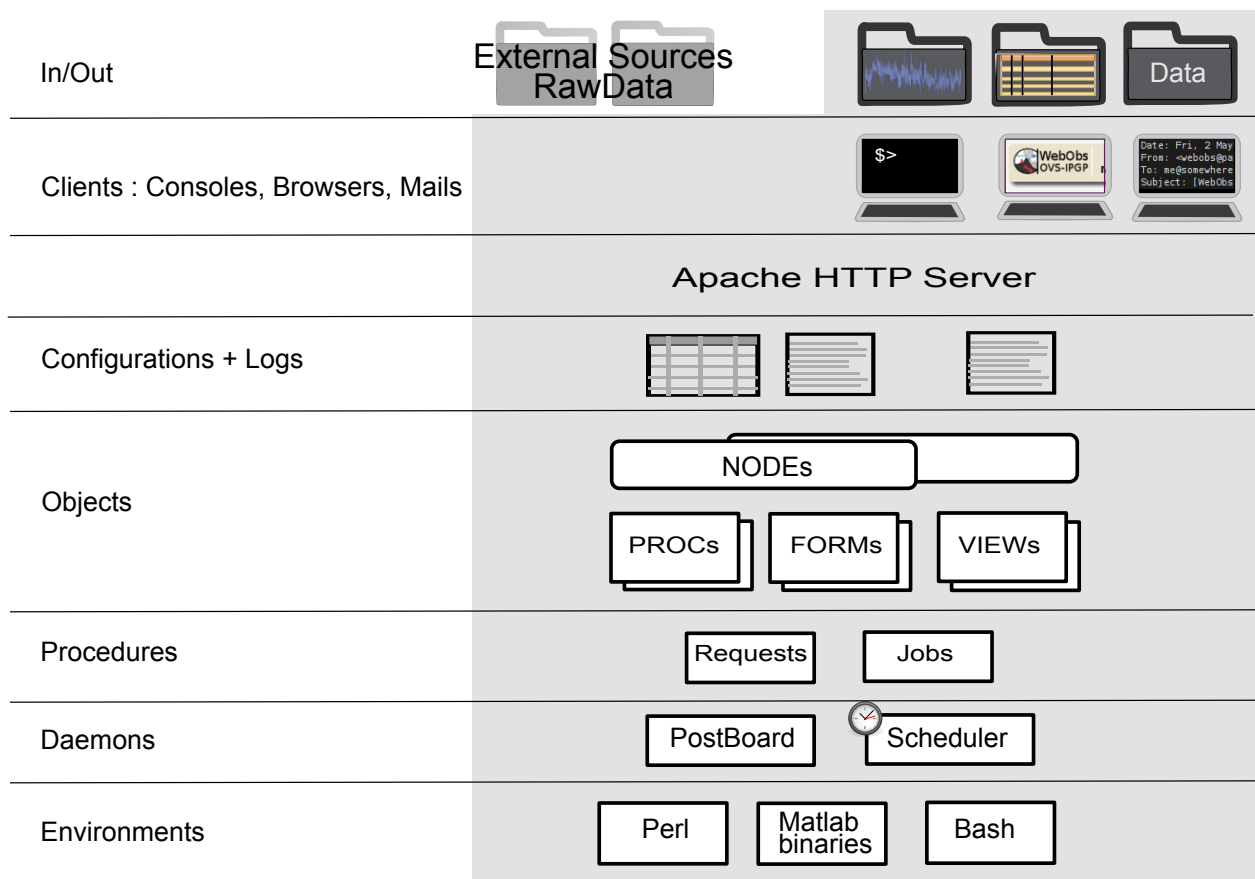 In/Out
External Sources
RawData
Data
Clients : Consoles, Browsers, Mails
$>
WebObs
OVS-IPGP
Date: Fri, 2 May
From: <webobs@pa
To: me@somewhere
Subject: [WebObs
Apache HTTP Server
Configurations + Logs
Objects
NODEs
PROCs
FORMs
VIEWs
Procedures
Requests
Jobs
Daemons
PostBoard
Scheduler
Environments
Perl
Matlab
binaries
Bash